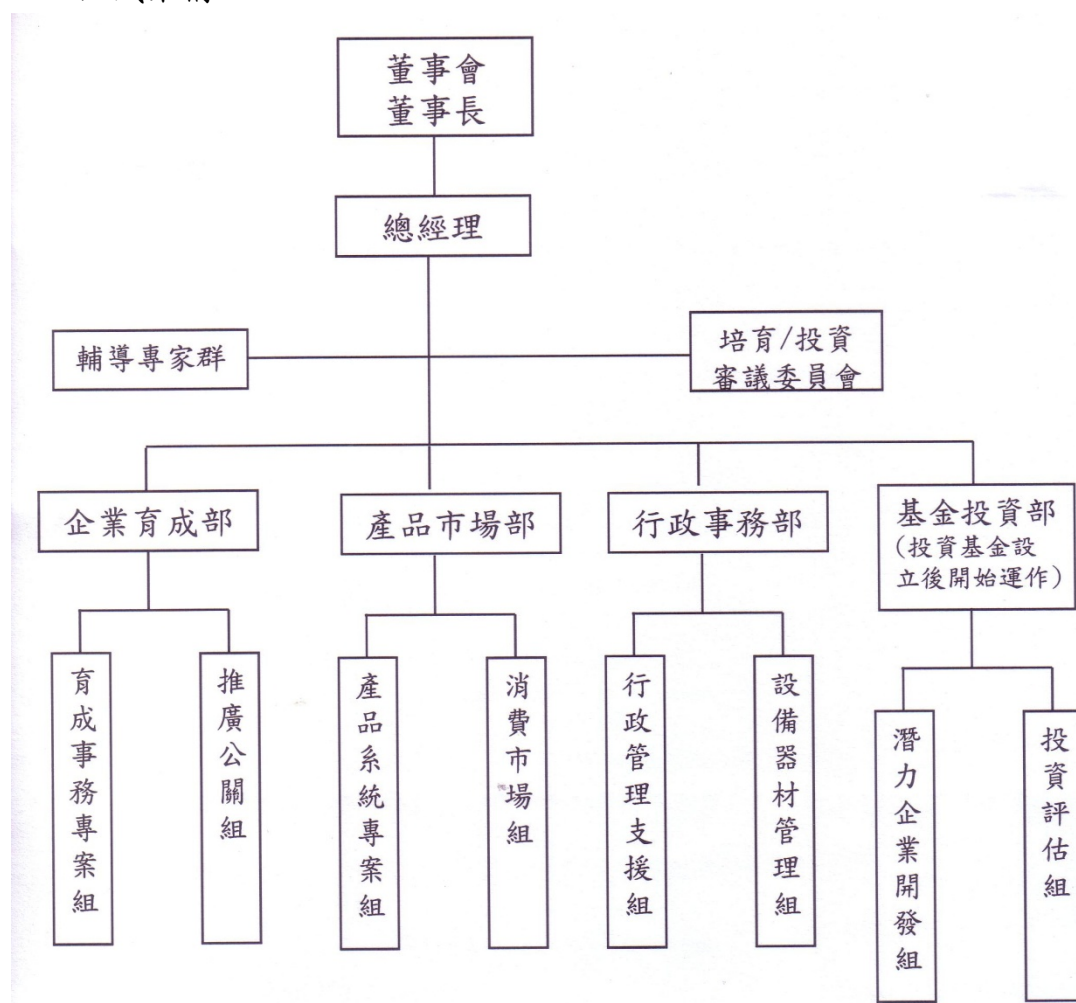 董事會
董事長
總經理
輔導專家群
培育/投資
審議委員會
企業育成部
產品市場部
行政事務部
基金投資部
(投資基金設
立後開始運作)
育成事務專案組
推廣公關組
產品系統專案組
消費市場組
行政管理支援組
設備器材管理組
潛力企業開發組
投資評估組